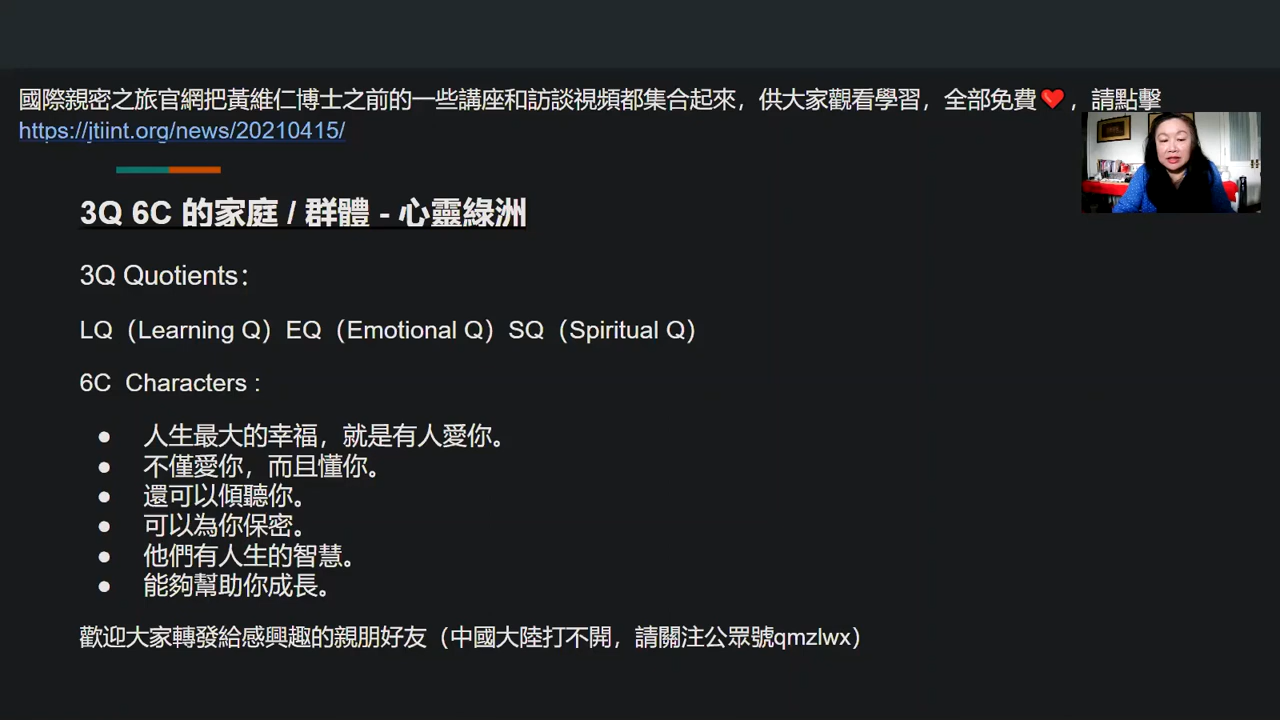 國際親密之旅官網把黃維仁博士之前的一些講座和訪談視頻都集合起來，供大家觀看學習，全部免費❤️，請點擊
https://jtiint.org/news/20210415/
3Q 6C 的家庭 / 群體 - 心靈綠洲
3Q Quotients：
LQ（Learning Q）EQ（Emotional Q）SQ（Spiritual Q）
6C Characters :
● 人生最大的幸福，就是有人愛你。
● 不僅愛你，而且懂你。
● 還可以傾聽你。
● 可以為你保密。
● 他們有人生的智慧。
● 能夠幫助你成長。
歡迎大家轉發給感興趣的親朋好友（中國大陸打不開，請關注公眾號qmzlwx）